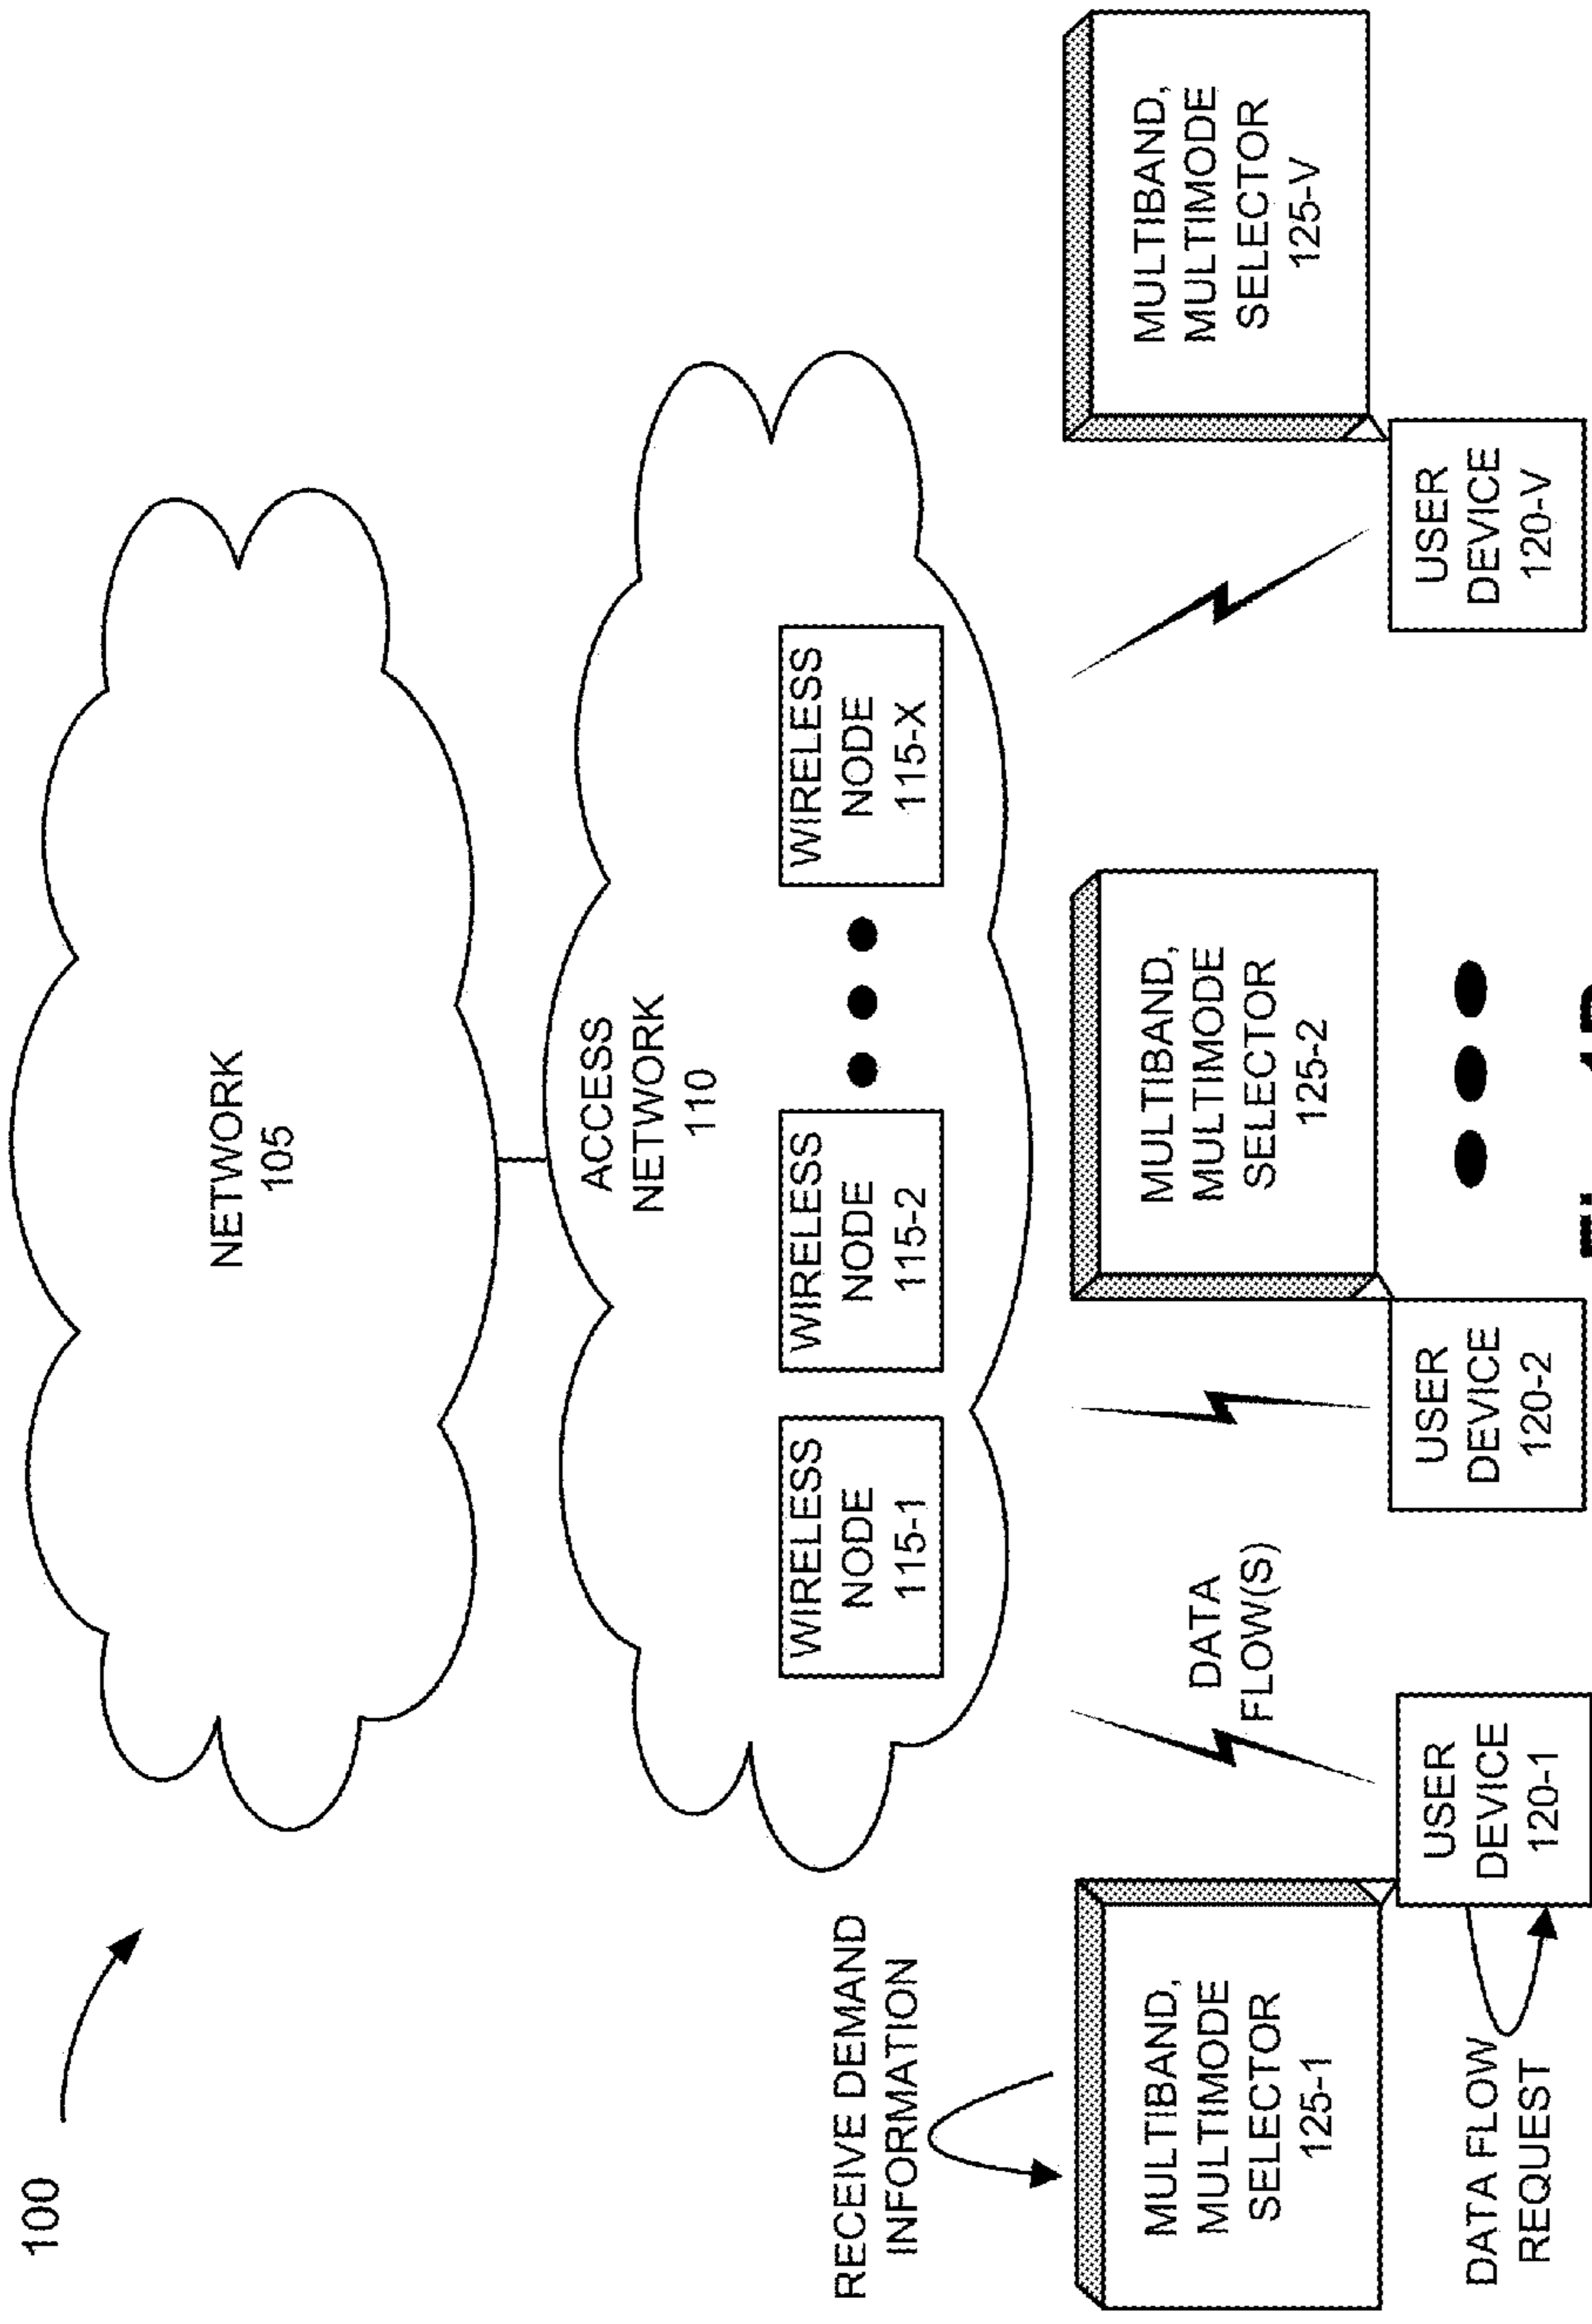 100
NETWORK
105
ACCESS
NETWORK
110
WIRELESS
NODE
115-1
WIRELESS
NODE
115-2
WIRELESS
NODE
115-X
RECEIVE DEMAND
INFORMATION
MULTIBAND,
MULTIMODE
SELECTOR
125-1
DATA
FLOW(S)
MULTIBAND,
MULTIMODE
SELECTOR
125-2
MULTIBAND,
MULTIMODE
SELECTOR
125-V
DATA FLOW
REQUEST
USER
DEVICE
120-1
USER
DEVICE
120-2
USER
DEVICE
120-V